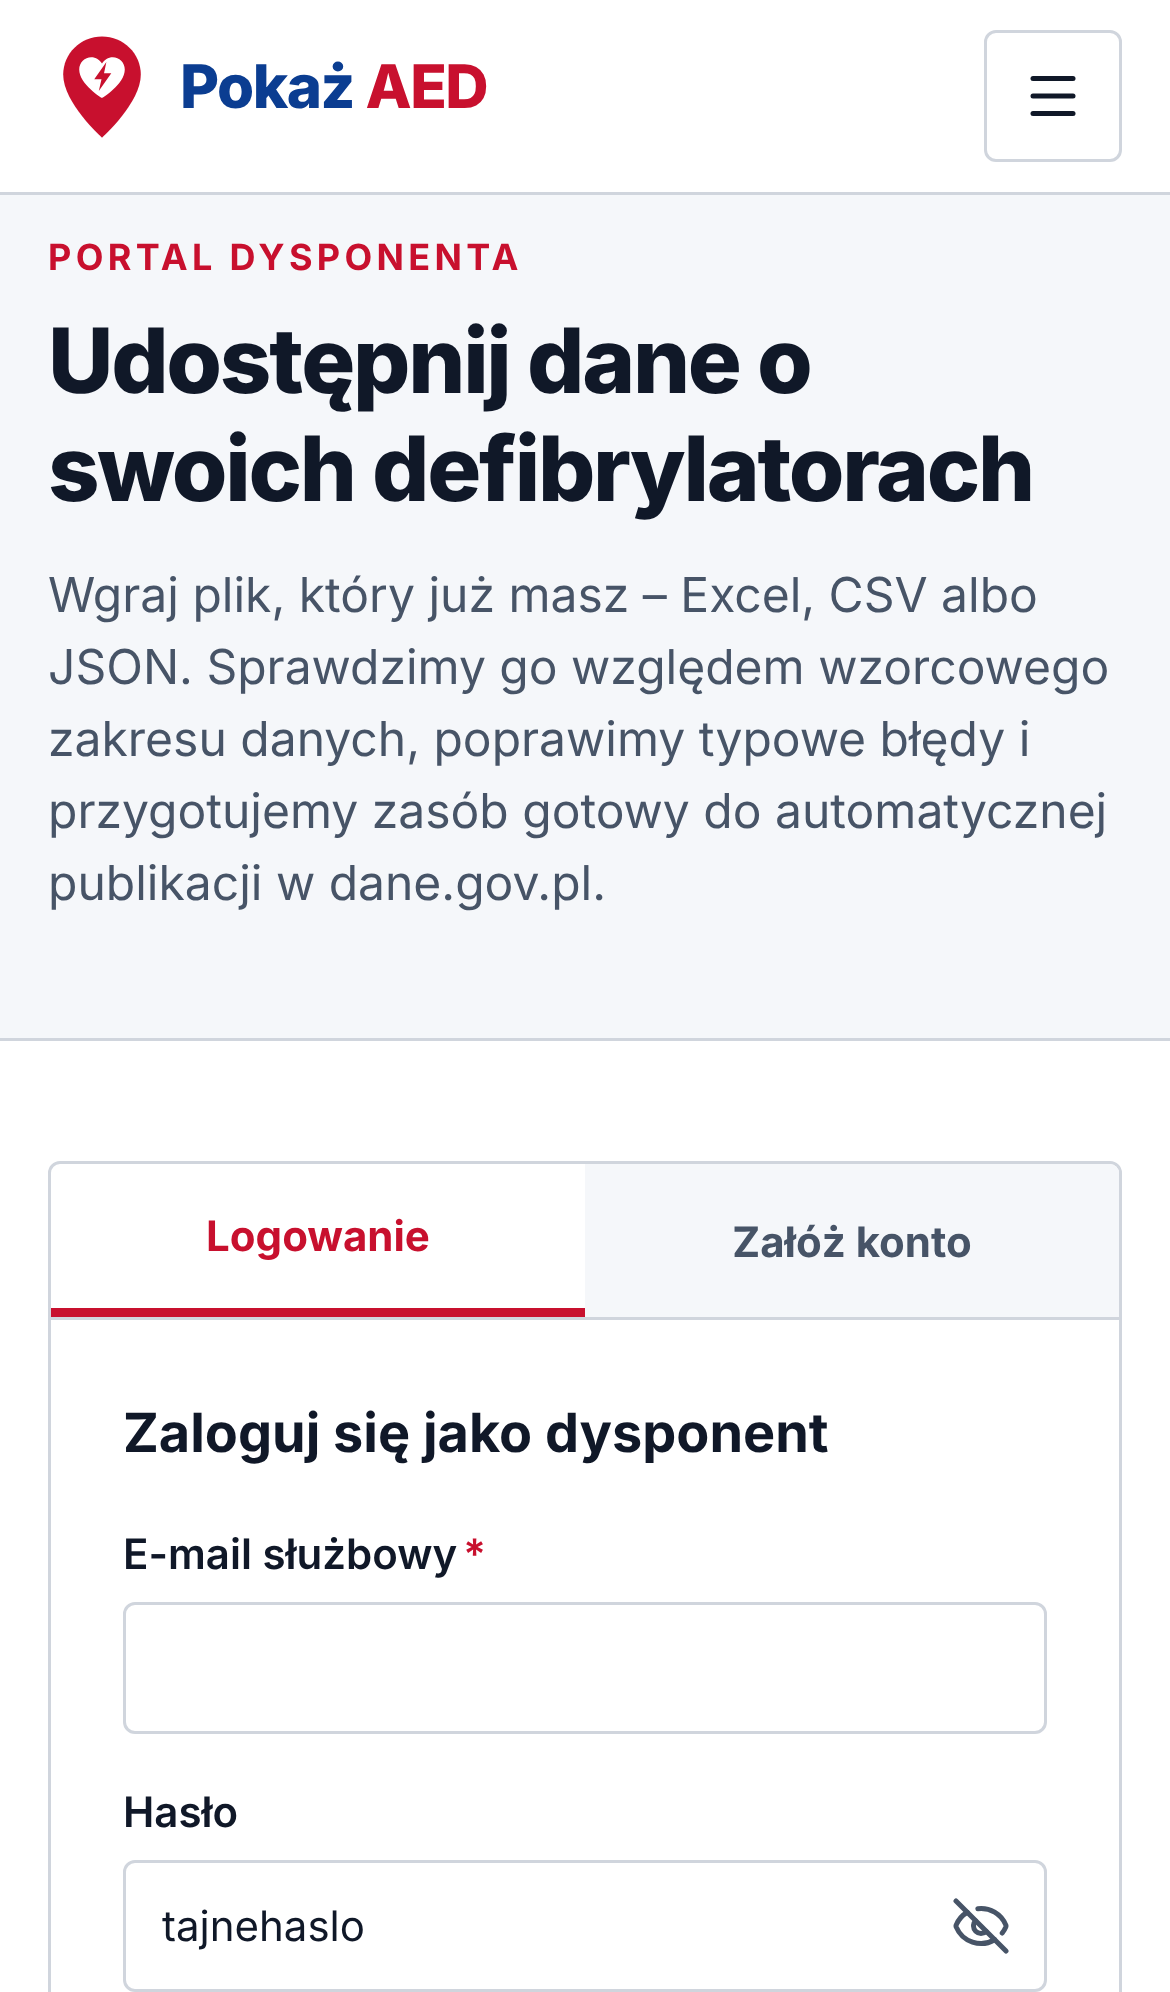 Pokaż AED
PORTAL DYSPONENTA
Udostępnij dane o
swoich defibrylatorach
Wgraj plik, który już masz – Excel, CSV albo
JSON. Sprawdzimy go względem wzorcowego
zakresu danych, poprawimy typowe błędy i
przygotujemy zasób gotowy do automatycznej
publikacji w dane.gov.pl.
Logowanie
Załóż konto
Zaloguj się jako dysponent
E-mail służbowy *
Hasło
tajnehaslo